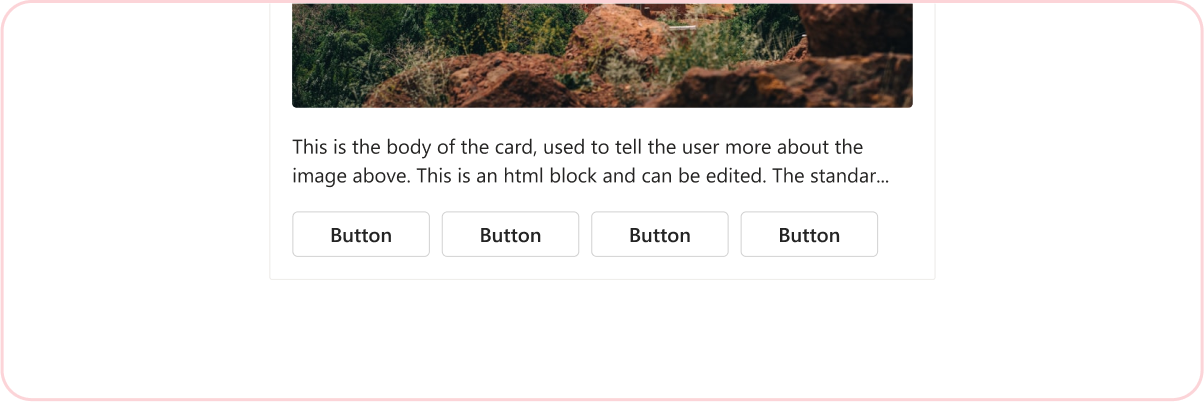 This is the body of the card, used to tell the user more about the
image above. This is an html block and can be edited. The standar...
Button Button Button Button